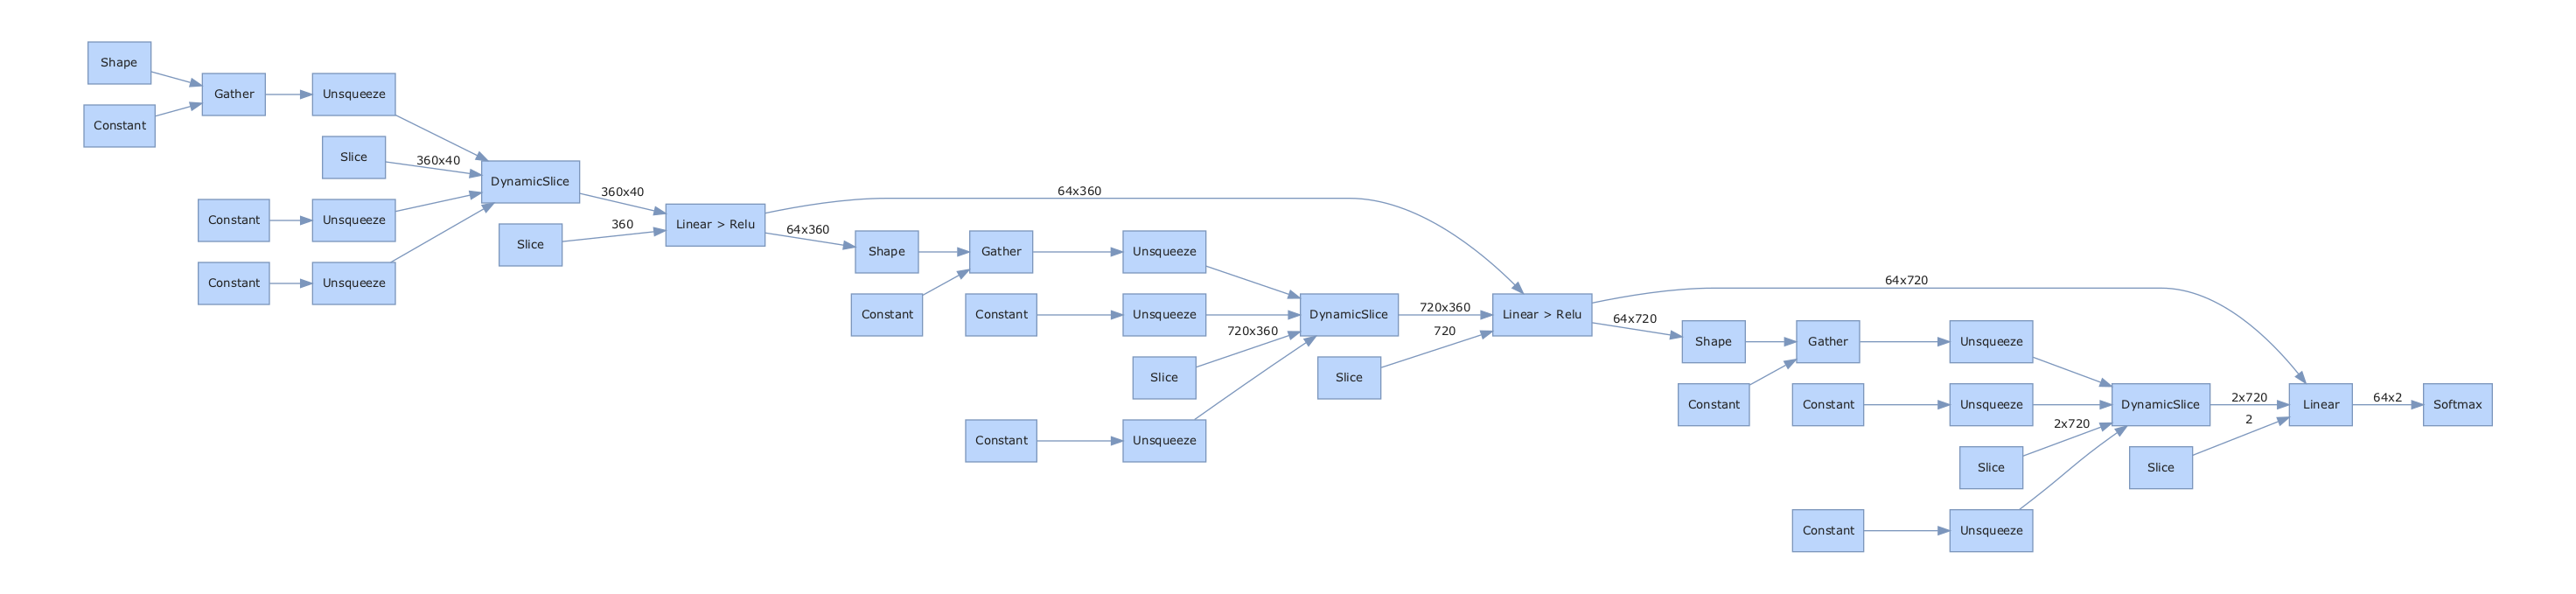 Shape
Constant
Gather
Unsqueeze
Slice
360x40
Constant
Unsqueeze
Constant
Unsqueeze
DynamicSlice
360x40
Slice
360
Linear > Relu
64x360
64x360
Shape
Gather
Unsqueeze
Constant
Constant
Unsqueeze
DynamicSlice
720x360
720x360
Slice
Constant
Unsqueeze
Slice
720
Linear > Relu
64x720
64x720
Shape
Gather
Unsqueeze
Constant
Constant
Unsqueeze
DynamicSlice
2x720
2x720
Slice
Constant
Unsqueeze
Slice
2
Linear
64x2
Softmax